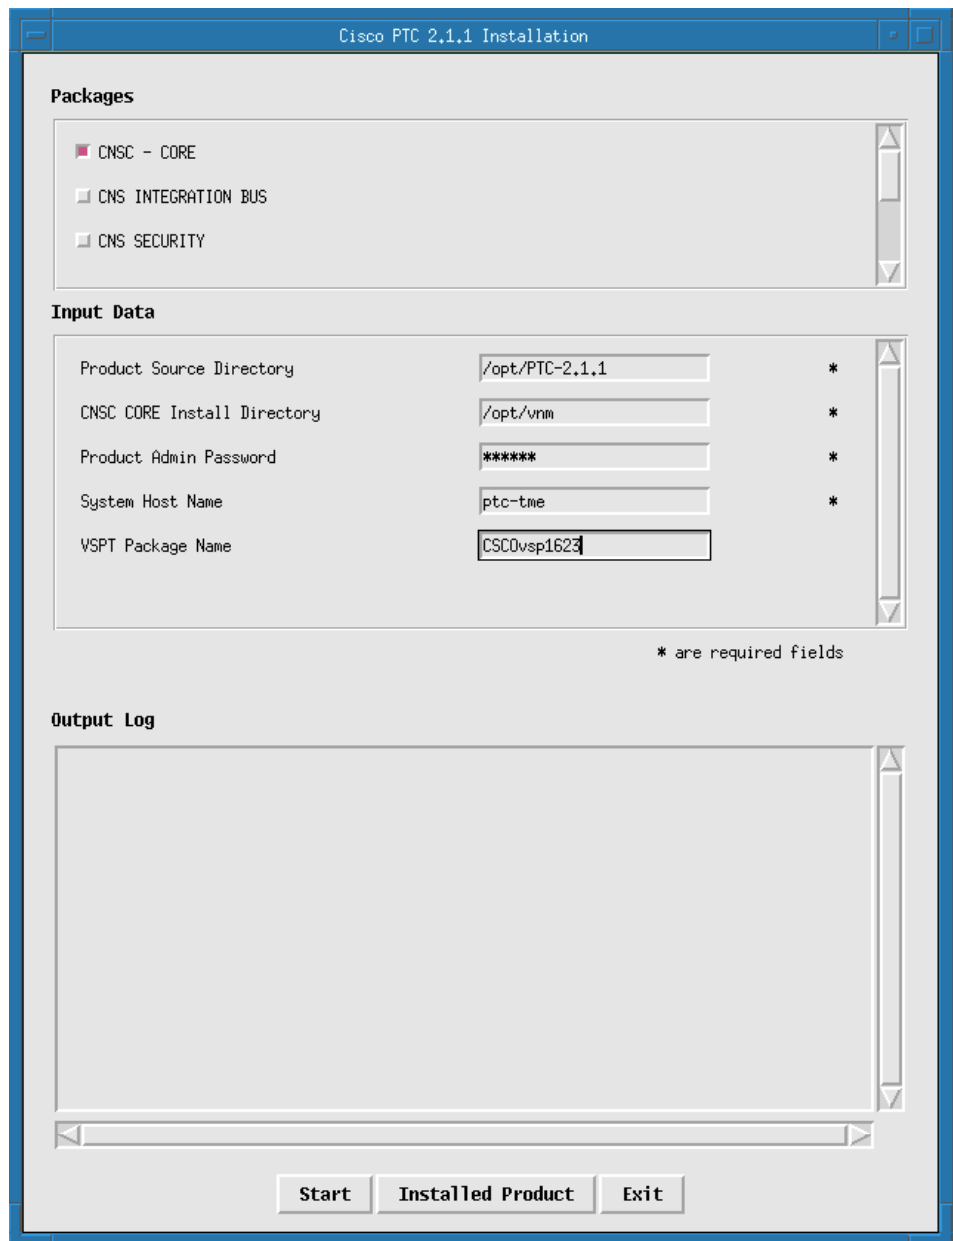 Cisco PTC 2.1.1 Installation
Packages
CNSC - CORE
CNS INTEGRATION BUS
CNS SECURITY
Input Data
Product Source Directory /opt/PTC-2.1.1 *
CNSC CORE Install Directory /opt/vnm *
Product Admin Password ****** *
System Host Name ptc-tme *
VSPT Package Name CSCOvsp1623
* are required fields
Output Log
Start Installed Product Exit